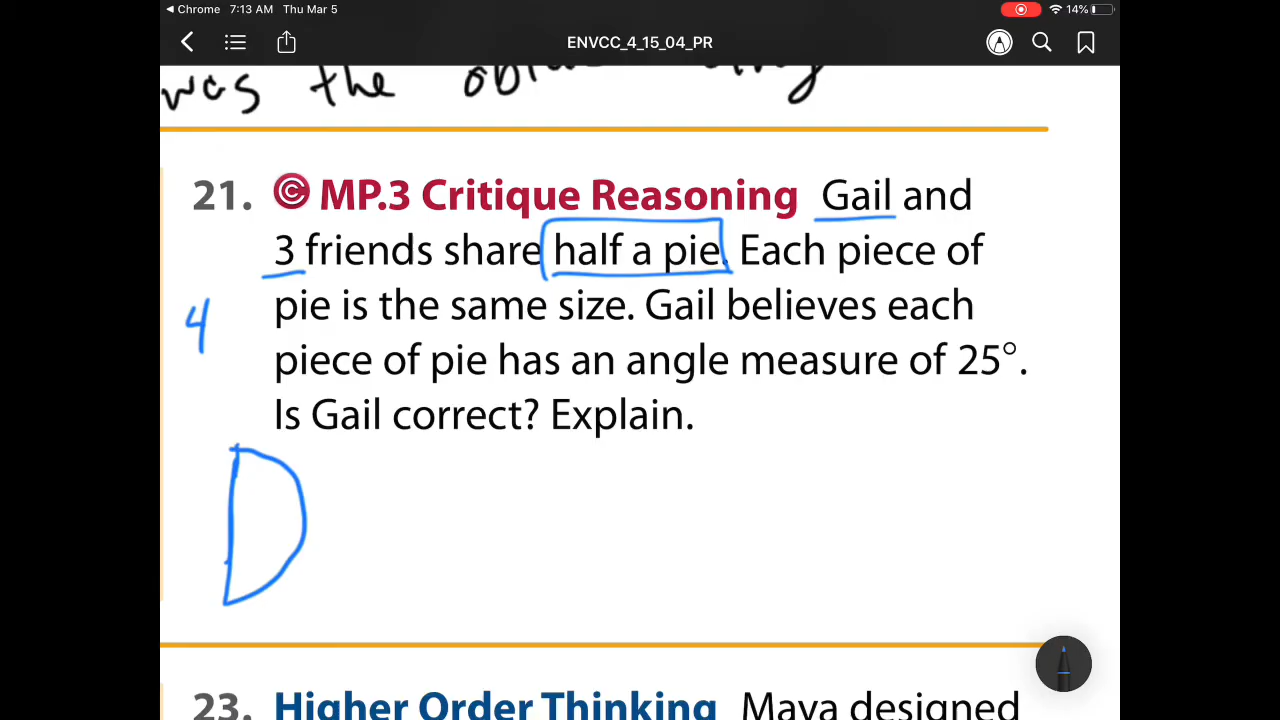 Chrome 7:13 AM Thu Mar 5 14%
ENVCC_4_15_04_PR
was the
21. MP.3 Critique Reasoning Gail and
3 friends share half a pie. Each piece of
4
pie is the same size. Gail believes each
piece of pie has an angle measure of 25°.
Is Gail correct? Explain.
23. Higher Order Thinking Maya designed